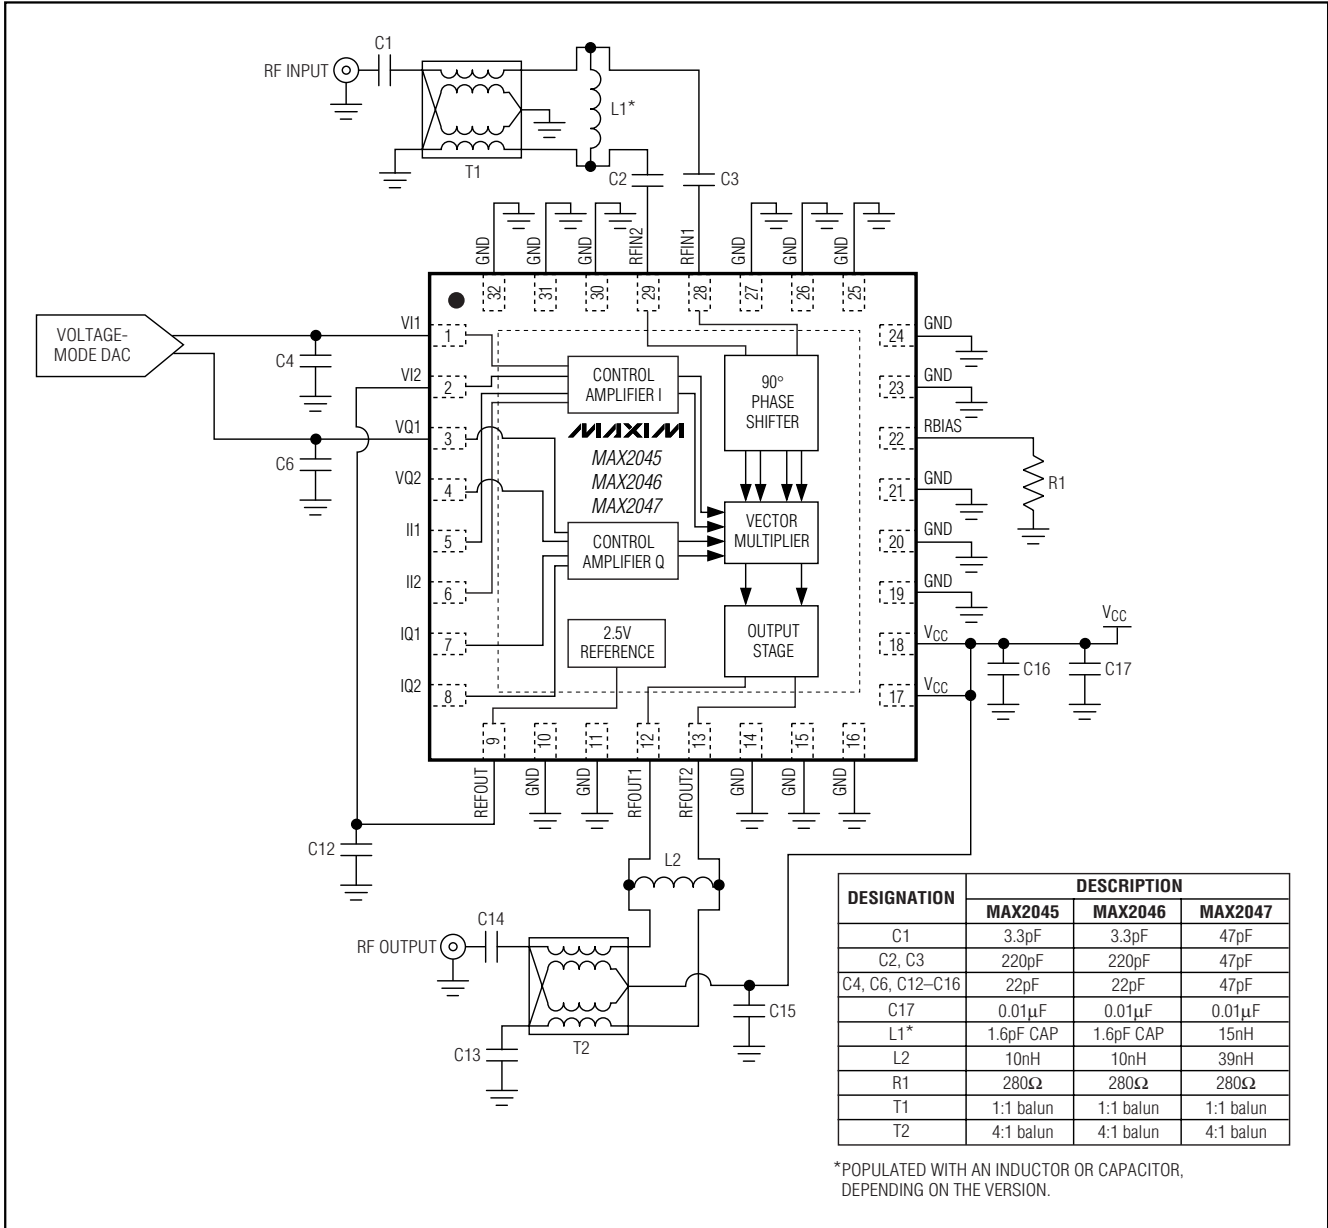 C1
RF INPUT
L1*
T1
C2
C3
GND
GND
GND
RFIN2
RFIN1
GND
GND
GND
32
31
30
29
28
27
26
25
VOLTAGE-
MODE DAC
C4
C6
VI1
1
VI2
2
VQ1
3
VQ2
4
II1
5
II2
6
IQ1
7
IQ2
8
CONTROL
AMPLIFIER I
MAXIM
MAX2045
MAX2046
MAX2047
CONTROL
AMPLIFIER Q
2.5V
REFERENCE
90°
PHASE
SHIFTER
VECTOR
MULTIPLIER
OUTPUT
STAGE
24
GND
23
GND
22
RBIAS
R1
21
GND
20
GND
19
GND
18
VCC
17
VCC
VCC
C16
C17
9
10
11
12
13
14
15
16
REFOUT
GND
GND
RFOUT1
RFOUT2
GND
GND
GND
C12
L2
C14
RF OUTPUT
T2
C13
C15
DESIGNATION DESCRIPTION
MAX2045 MAX2046 MAX2047
C1 3.3pF 3.3pF 47pF
C2, C3 220pF 220pF 47pF
C4, C6, C12–C16 22pF 22pF 47pF
C17 0.01µF 0.01µF 0.01µF
L1* 1.6pF CAP 1.6pF CAP 15nH
L2 10nH 10nH 39nH
R1 280Ω 280Ω 280Ω
T1 1:1 balun 1:1 balun 1:1 balun
T2 4:1 balun 4:1 balun 4:1 balun
*POPULATED WITH AN INDUCTOR OR CAPACITOR,
DEPENDING ON THE VERSION.